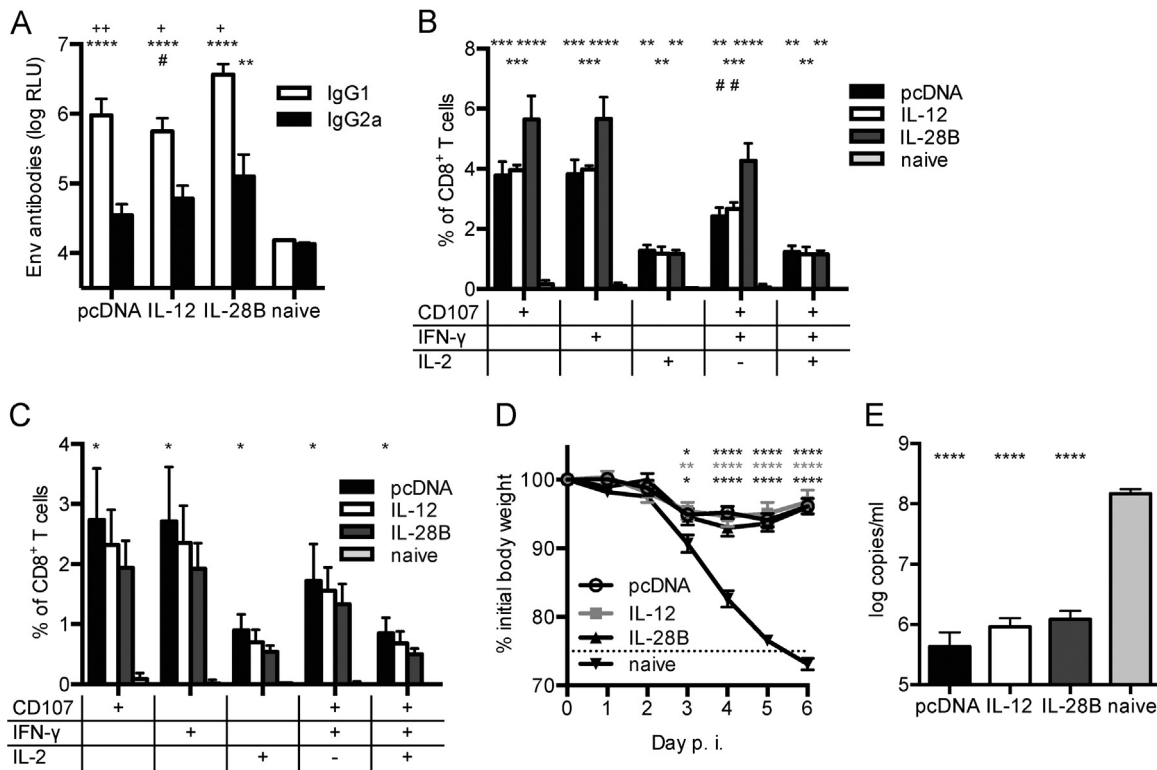 A
++ + +
**** **** ****
# **
7
6
5
4
Env antibodies (log RLU)
IgG1
IgG2a
pcDNA IL-12 IL-28B naive
B
*** **** *** **** ** ** ** **** ** **
*** *** ** *** **
# #
8
6
4
2
0
% of CD8+ T cells
pcDNA
IL-12
IL-28B
naive
CD107 + + +
IFN-γ + + +
IL-2 + - +
C
* * * * *
4
3
2
1
0
% of CD8+ T cells
pcDNA
IL-12
IL-28B
naive
CD107 + + +
IFN-γ + + +
IL-2 + - +
D
* **** **** ****
** **** **** ****
* **** **** ****
100
90
80
70
% initial body weight
pcDNA
IL-12
IL-28B
naive
0 1 2 3 4 5 6
Day p. i.
E
**** **** ****
9
8
7
6
5
log copies/ml
pcDNA IL-12 IL-28B naive